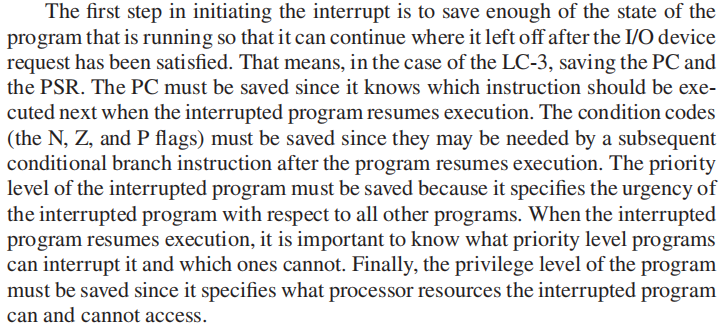 The first step in initiating the interrupt is to save enough of the state of the
program that is running so that it can continue where it left off after the I/O device
request has been satisfied. That means, in the case of the LC-3, saving the PC and
the PSR. The PC must be saved since it knows which instruction should be exe-
cuted next when the interrupted program resumes execution. The condition codes
(the N, Z, and P flags) must be saved since they may be needed by a subsequent
conditional branch instruction after the program resumes execution. The priority
level of the interrupted program must be saved because it specifies the urgency of
the interrupted program with respect to all other programs. When the interrupted
program resumes execution, it is important to know what priority level programs
can interrupt it and which ones cannot. Finally, the privilege level of the program
must be saved since it specifies what processor resources the interrupted program
can and cannot access.